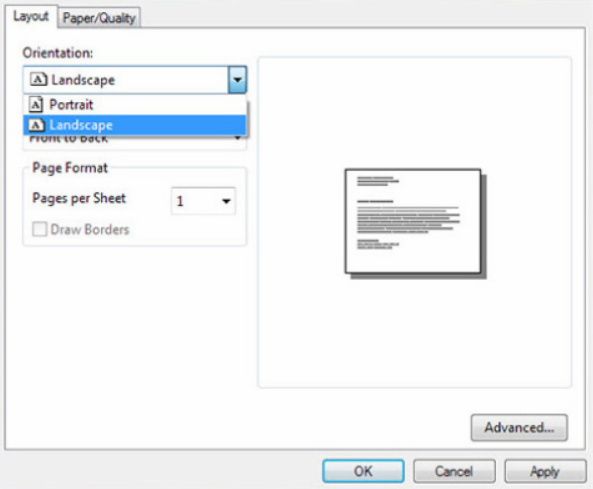 Layout Paper/Quality
Orientation:
A Landscape
A Portrait
A Landscape
Front to Back
Page Format
Pages per Sheet 1
Draw Borders
Advanced...
OK Cancel Apply